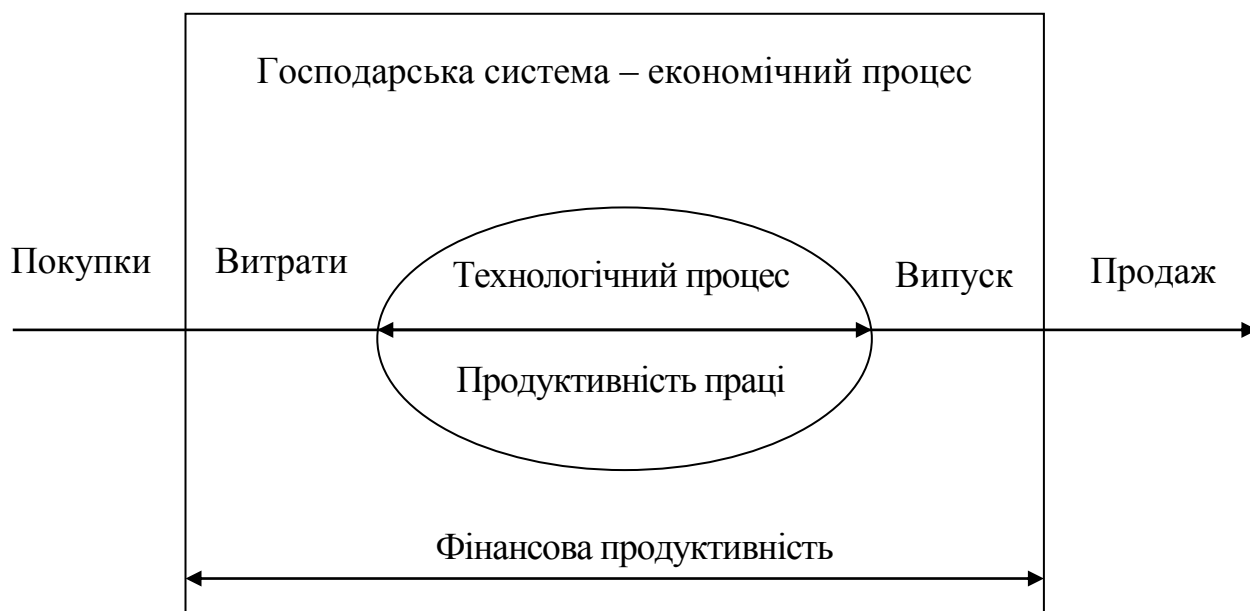 Господарська система – економічний процес
Покупки
Витрати
Технологічний процес
Випуск
Продаж
Продуктивність праці
Фінансова продуктивність